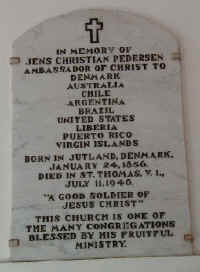 IN MEMORY OF
JENS CHRISTIAN PEDERSEN
AMBASSADOR OF CHRIST TO
DENMARK
AUSTRALIA
CHILE
ARGENTINA
BRAZIL
UNITED STATES
LIBERIA
PUERTO RICO
VIRGIN ISLANDS
BORN IN JUTLAND, DENMARK,
JANUARY 24, 1856.
DIED IN ST. THOMAS, V. I.,
JULY 11, 1946.
"A GOOD SOLDIER OF
JESUS CHRIST"
THIS CHURCH IS ONE OF
THE MANY CONGREGATIONS
BLESSED BY HIS FRUITFUL
MINISTRY.